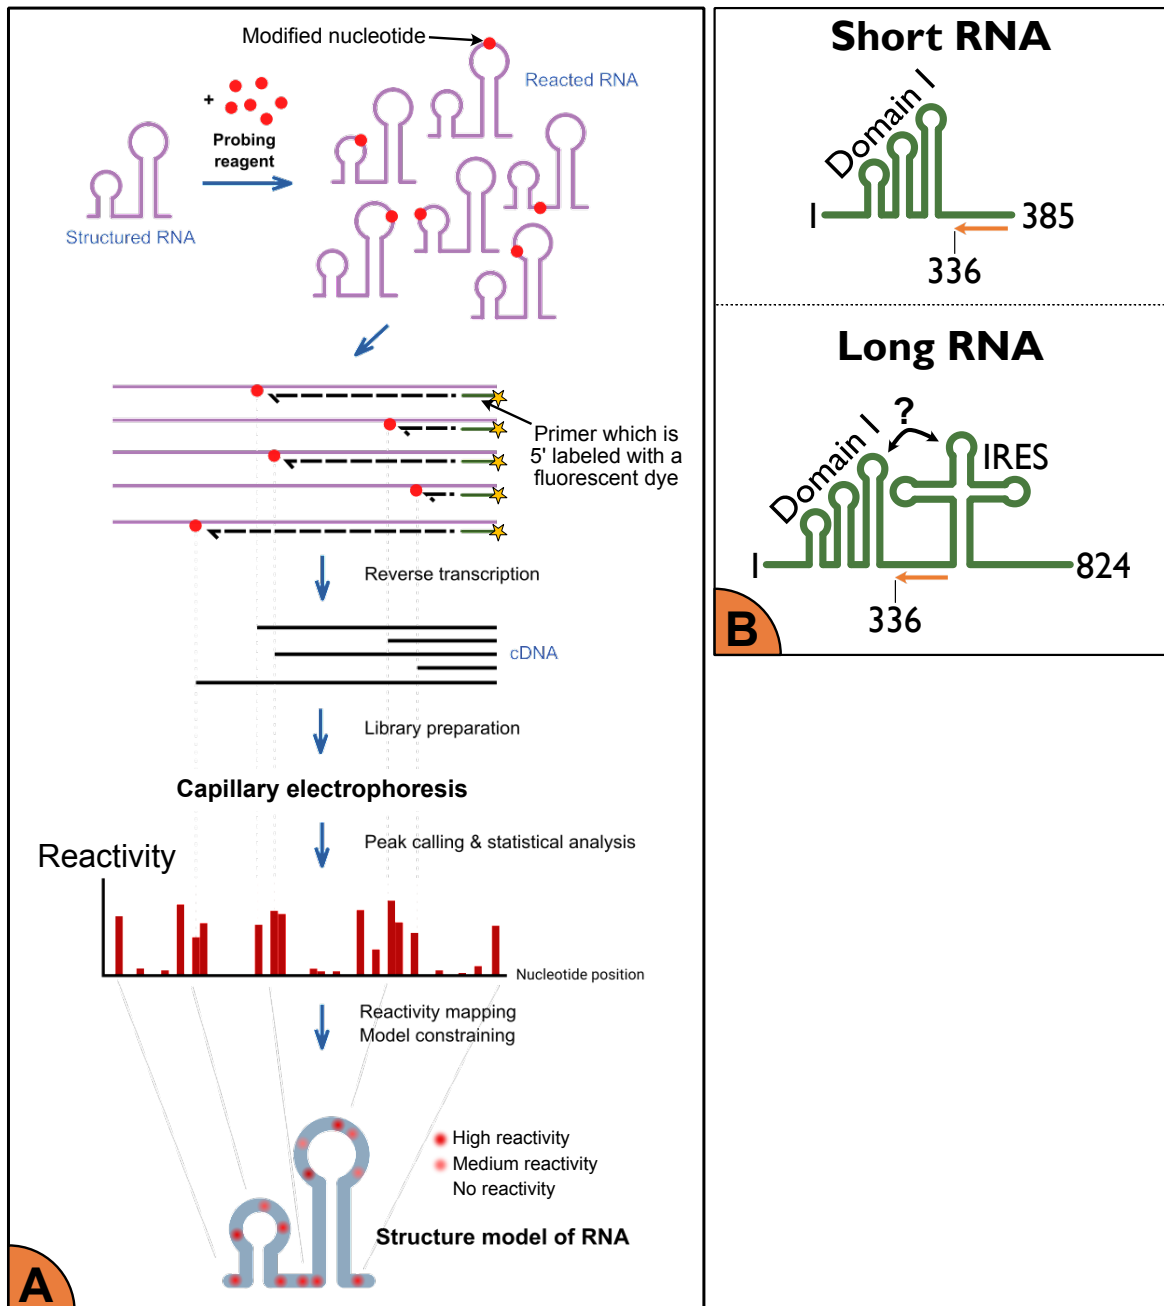 Modified nucleotide
Reacted RNA
+
Probing
reagent
Structured RNA
Primer which is
5' labeled with a
fluorescent dye
Reverse transcription
cDNA
Library preparation
Capillary electrophoresis
Peak calling & statistical analysis
Reactivity
Nucleotide position
Reactivity mapping
Model constraining
High reactivity
Medium reactivity
No reactivity
Structure model of RNA
A
Short RNA
Domain I
I
385
336
Long RNA
?
Domain I
IRES
I
824
336
B